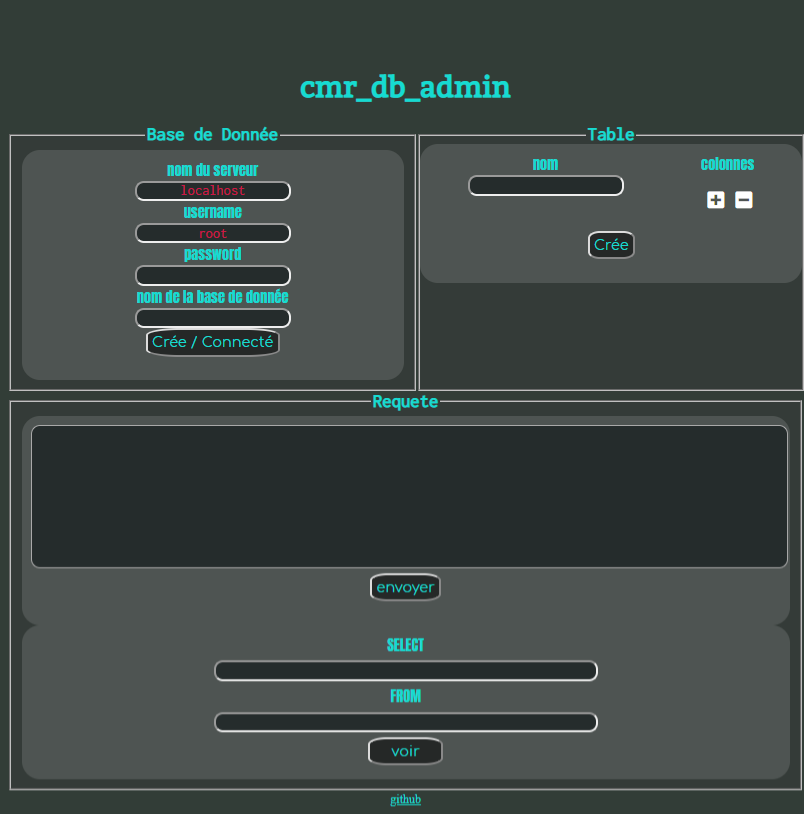 cmr_db_admin
Base de Donnée
nom du serveur
localhost
username
root
password
nom de la base de donnée
Crée / Connecté
Table
nom
colonnes
+ −
Crée
Requete
envoyer
SELECT
FROM
voir
github